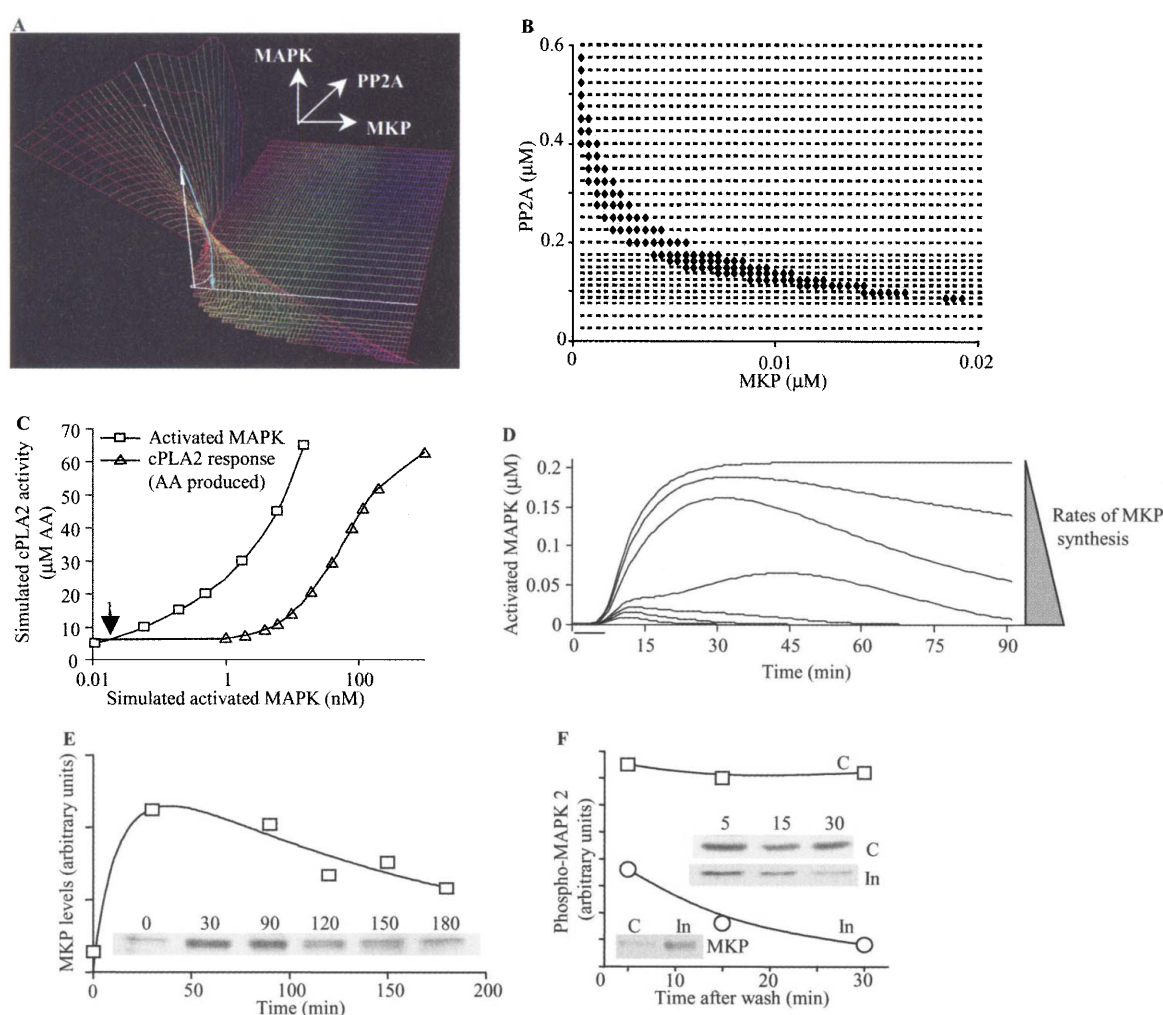 A
MAPK
PP2A
MKP
B
0.6
0.4
0.2
0
PP2A (µM)
0
0.01
0.02
MKP (µM)
C
70
60
50
40
30
20
10
0
Simulated cPLA2 activity
(µM AA)
Activated MAPK
cPLA2 response
(AA produced)
0.01
1
100
Simulated activated MAPK (nM)
D
0.2
0.15
0.1
0.05
0
Activated MAPK (µM)
0
15
30
45
60
75
90
Time (min)
Rates of MKP
synthesis
E
MKP levels (arbitrary units)
0 30 90 120 150 180
0
50
100
150
200
Time (min)
F
Phospho-MAPK 2
(arbitrary units)
C
5 15 30
C
In
C In
MKP
In
0
10
20
30
Time after wash (min)